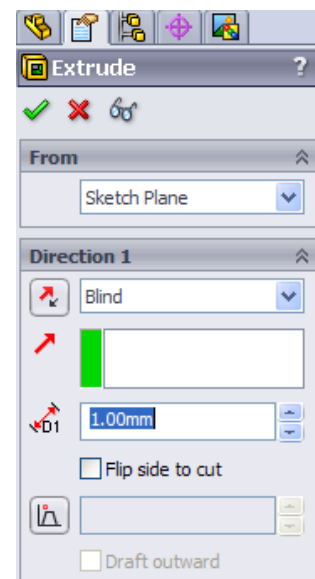 Extrude ?
From
Sketch Plane
Direction 1
Blind
D1 1.00mm
Flip side to cut
Draft outward